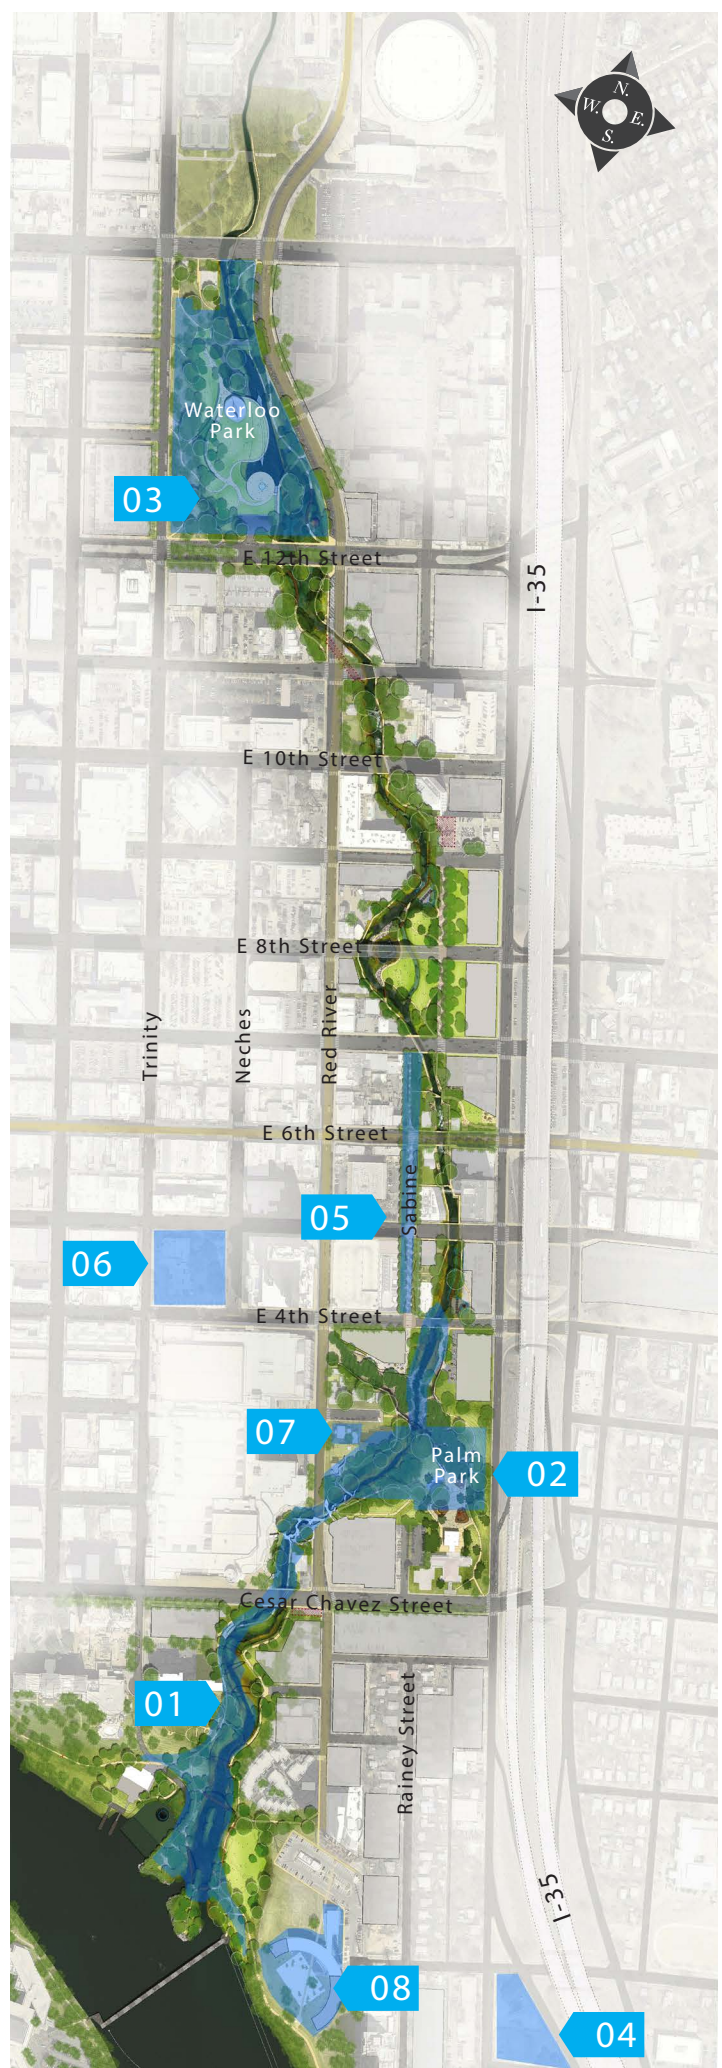 N.
W.
E.
S.
Waterloo
Park
03
E 12th Street
I-35
E 10th Street
E 8th Street
Trinity
Neches
Red River
E 6th Street
Sabine
05
06
E 4th Street
07
Palm
Park
02
Cesar Chavez Street
01
Rainey Street
I-35
08
04